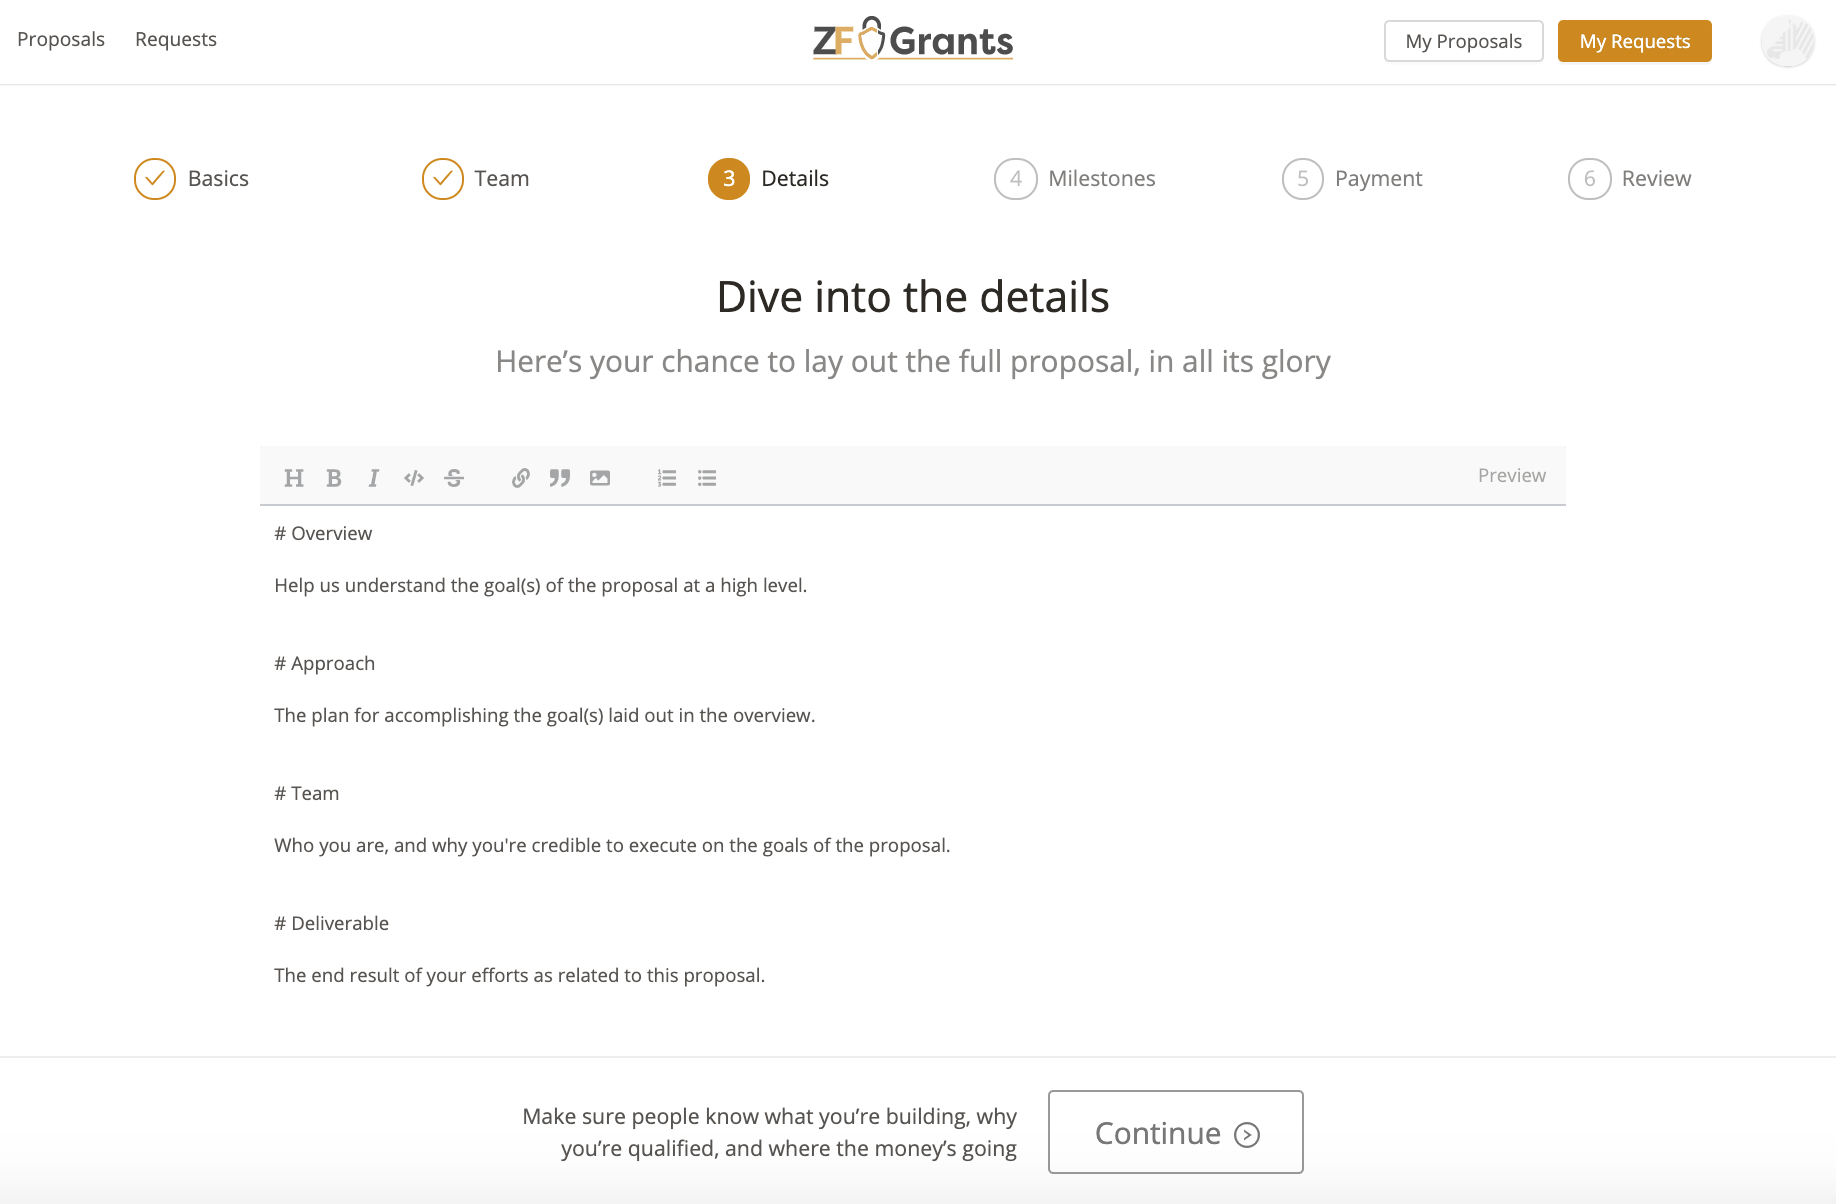 Proposals
Requests
ZF Grants
My Proposals
My Requests
Basics
Team
3 Details
4 Milestones
5 Payment
6 Review
Dive into the details
Here’s your chance to lay out the full proposal, in all its glory
H B I </> S
Preview
# Overview
Help us understand the goal(s) of the proposal at a high level.
# Approach
The plan for accomplishing the goal(s) laid out in the overview.
# Team
Who you are, and why you're credible to execute on the goals of the proposal.
# Deliverable
The end result of your efforts as related to this proposal.
Make sure people know what you’re building, why
you’re qualified, and where the money’s going
Continue